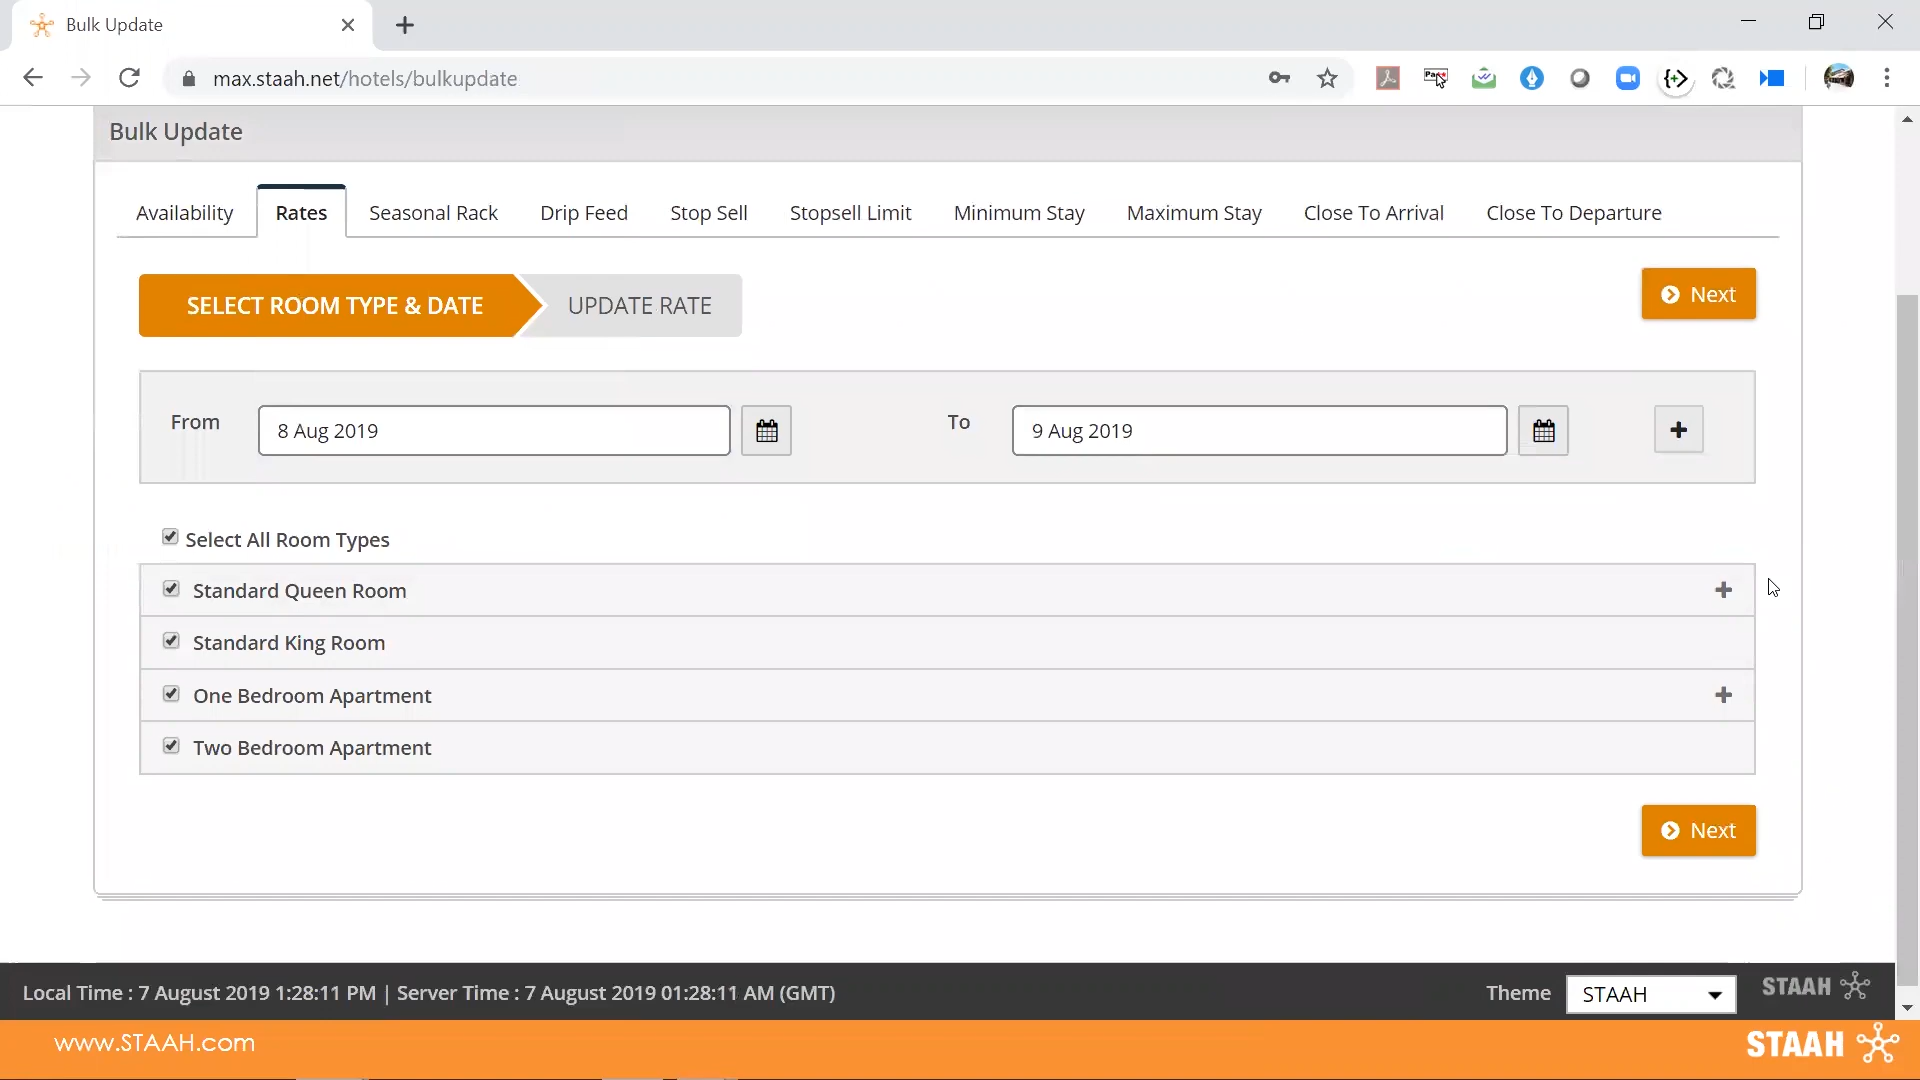 Bulk Update
max.staah.net/hotels/bulkupdate
Bulk Update
Availability Rates Seasonal Rack Drip Feed Stop Sell Stopsell Limit Minimum Stay Maximum Stay Close To Arrival Close To Departure
SELECT ROOM TYPE & DATE UPDATE RATE Next
From 8 Aug 2019 To 9 Aug 2019
Select All Room Types
Standard Queen Room
Standard King Room
One Bedroom Apartment
Two Bedroom Apartment
Next
Local Time : 7 August 2019 1:28:11 PM | Server Time : 7 August 2019 01:28:11 AM (GMT) Theme STAAH STAAH
www.STAAH.com STAAH